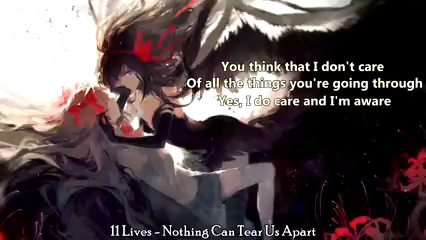 You think that I don't care
Of all the things you're going through
Yes, I do care and I'm aware
11 Lives - Nothing Can Tear Us Apart